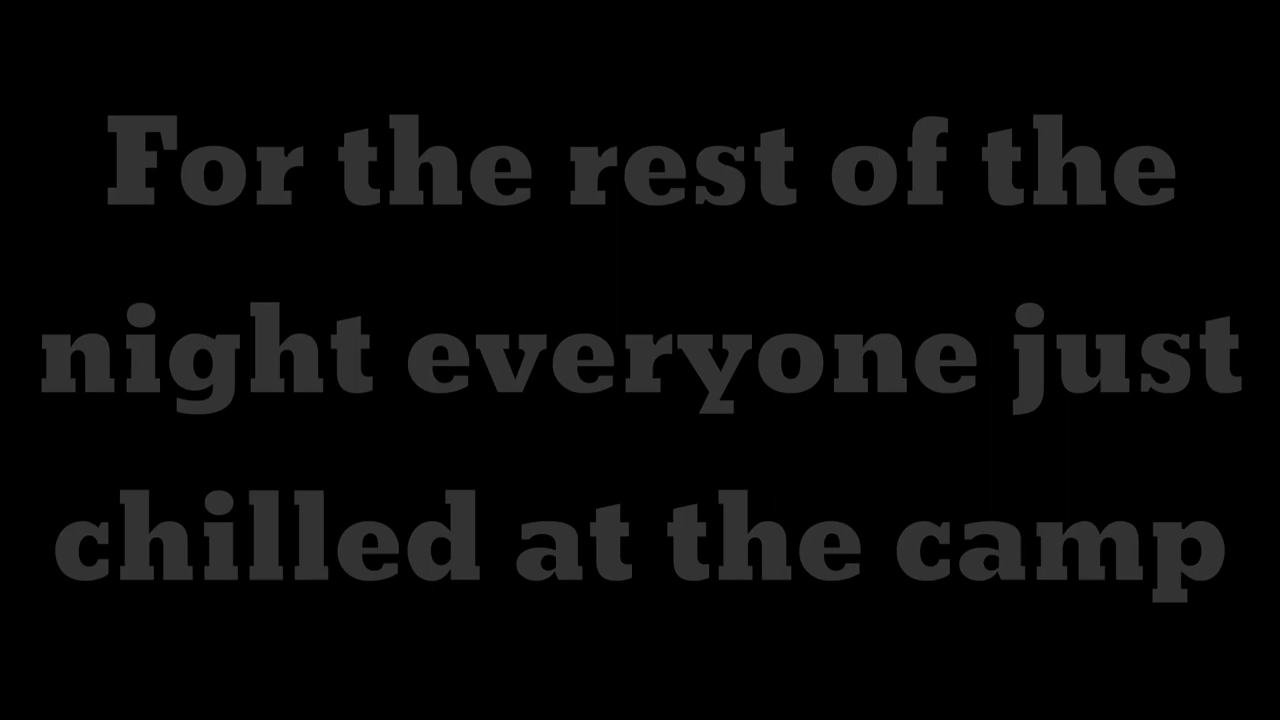 For the rest of the
night everyone just
chilled at the camp